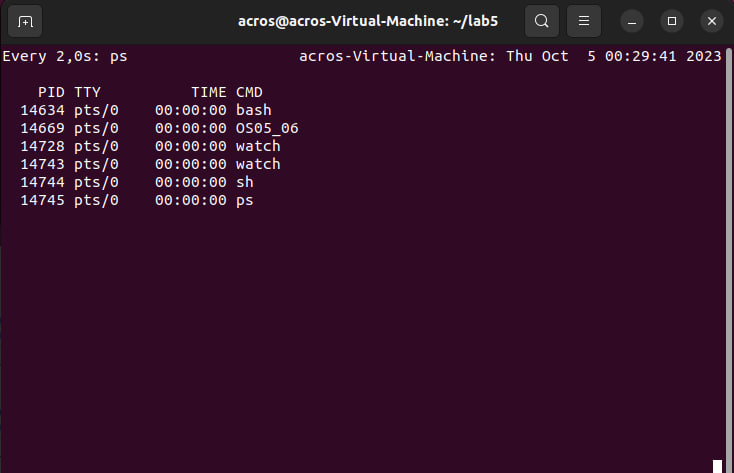 acros@acros-Virtual-Machine: ~/lab5
Every 2,0s: ps acros-Virtual-Machine: Thu Oct  5 00:29:41 2023
PID TTY TIME CMD
14634 pts/0 00:00:00 bash
14669 pts/0 00:00:00 OS05_06
14728 pts/0 00:00:00 watch
14743 pts/0 00:00:00 watch
14744 pts/0 00:00:00 sh
14745 pts/0 00:00:00 ps